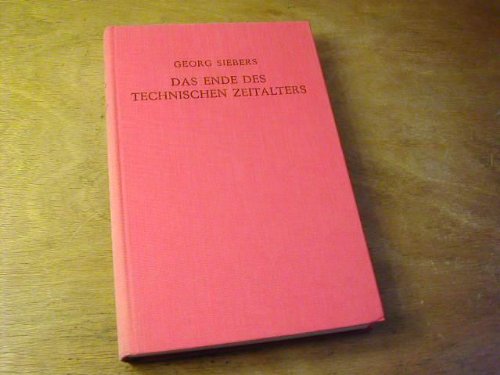 GEORG SIEBERS
DAS ENDE DES
TECHNISCHEN ZEITALTERS